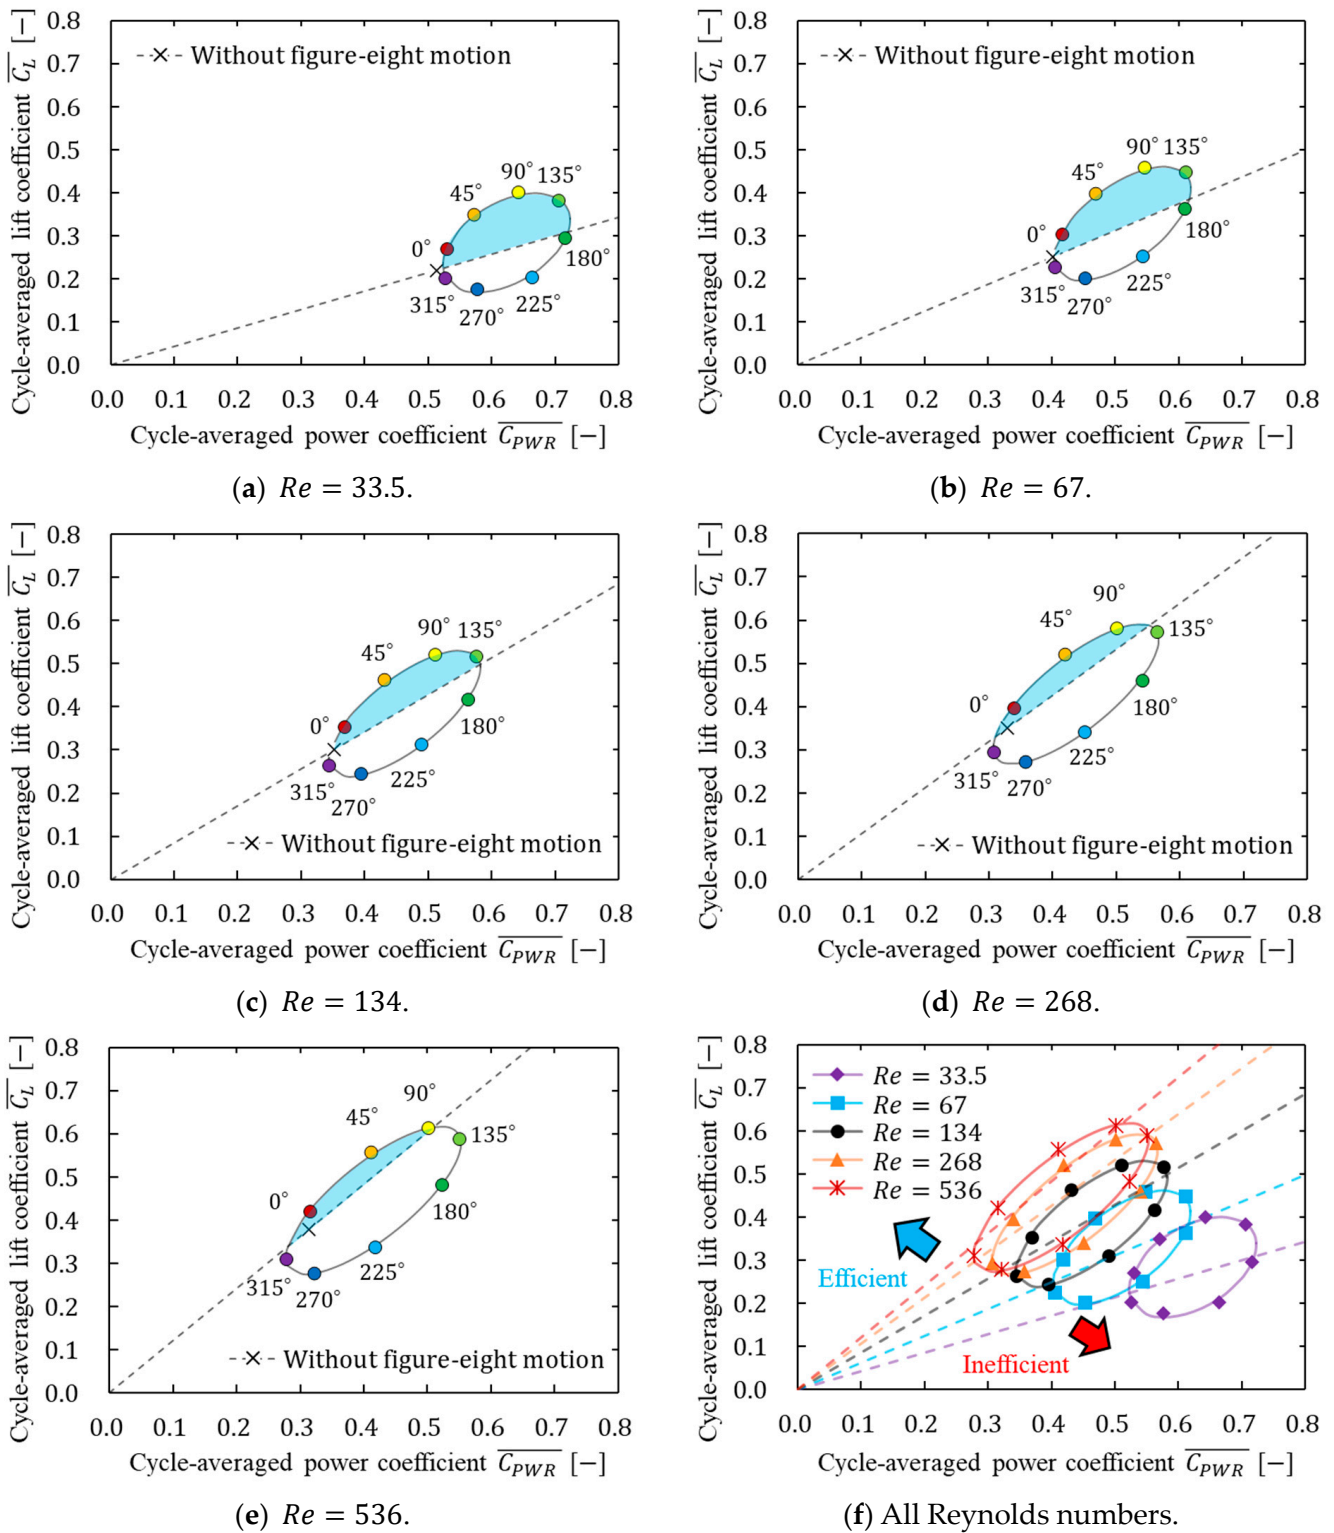 Cycle-averaged lift coefficient C_L [−]
0.8
0.7
0.6
0.5
0.4
0.3
0.2
0.1
0.0
--×-- Without figure-eight motion
0°
45°
90°
135°
180°
225°
270°
315°
0.0 0.1 0.2 0.3 0.4 0.5 0.6 0.7 0.8
Cycle-averaged power coefficient C_PWR [−]
(a) Re = 33.5.
Cycle-averaged lift coefficient C_L [−]
0.8
0.7
0.6
0.5
0.4
0.3
0.2
0.1
0.0
--×-- Without figure-eight motion
0°
45°
90°
135°
180°
225°
270°
315°
0.0 0.1 0.2 0.3 0.4 0.5 0.6 0.7 0.8
Cycle-averaged power coefficient C_PWR [−]
(b) Re = 67.
Cycle-averaged lift coefficient C_L [−]
0.8
0.7
0.6
0.5
0.4
0.3
0.2
0.1
0.0
0°
45°
90°
135°
180°
225°
270°
315°
--×-- Without figure-eight motion
0.0 0.1 0.2 0.3 0.4 0.5 0.6 0.7 0.8
Cycle-averaged power coefficient C_PWR [−]
(c) Re = 134.
Cycle-averaged lift coefficient C_L [−]
0.8
0.7
0.6
0.5
0.4
0.3
0.2
0.1
0.0
0°
45°
90°
135°
180°
225°
270°
315°
--×-- Without figure-eight motion
0.0 0.1 0.2 0.3 0.4 0.5 0.6 0.7 0.8
Cycle-averaged power coefficient C_PWR [−]
(d) Re = 268.
Cycle-averaged lift coefficient C_L [−]
0.8
0.7
0.6
0.5
0.4
0.3
0.2
0.1
0.0
0°
45°
90°
135°
180°
225°
270°
315°
--×-- Without figure-eight motion
0.0 0.1 0.2 0.3 0.4 0.5 0.6 0.7 0.8
Cycle-averaged power coefficient C_PWR [−]
(e) Re = 536.
Cycle-averaged lift coefficient C_L [−]
0.8
0.7
0.6
0.5
0.4
0.3
0.2
0.1
0.0
Re = 33.5
Re = 67
Re = 134
Re = 268
Re = 536
Efficient
Inefficient
0.0 0.1 0.2 0.3 0.4 0.5 0.6 0.7 0.8
Cycle-averaged power coefficient C_PWR [−]
(f) All Reynolds numbers.